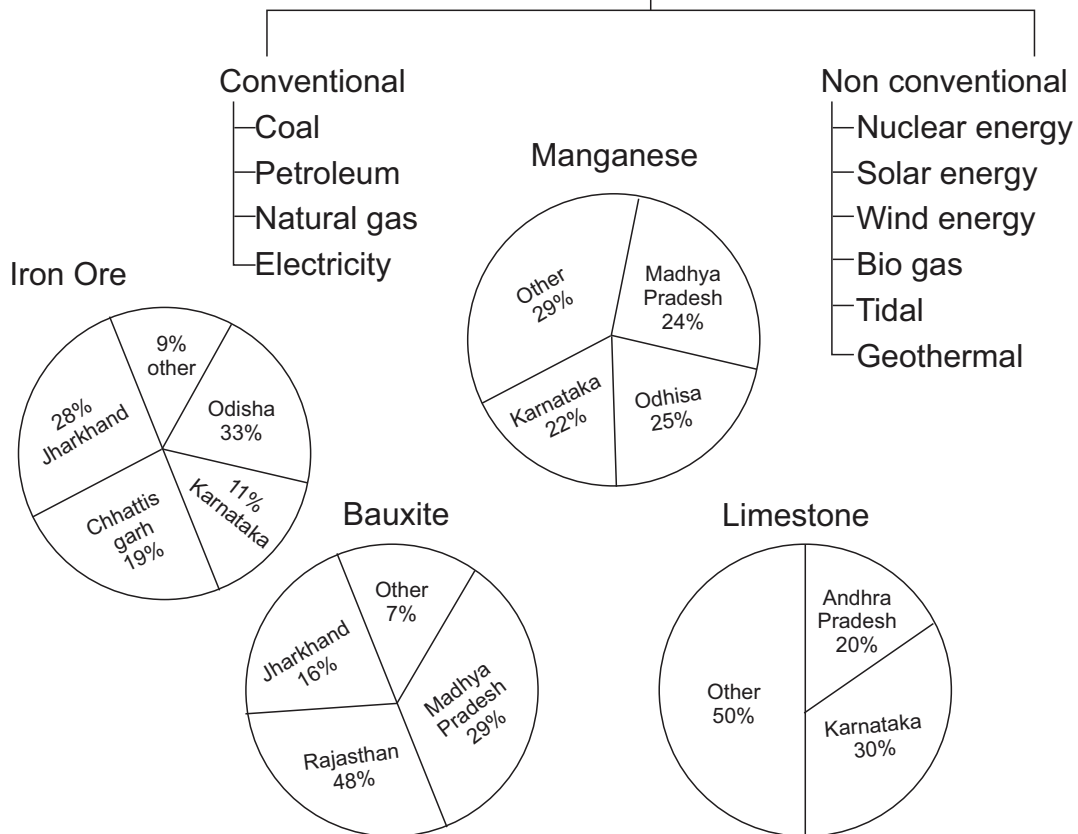 Conventional
Coal
Petroleum
Natural gas
Electricity
Non conventional
Nuclear energy
Solar energy
Wind energy
Bio gas
Tidal
Geothermal
Manganese
Other
29%
Madhya
Pradesh
24%
Karnataka
22%
Odhisa
25%
Iron Ore
9%
other
28%
Jharkhand
Odisha
33%
Chhattis
garh
19%
11%
Karnataka
Bauxite
Other
7%
Jharkhand
16%
Madhya
Pradesh
29%
Rajasthan
48%
Limestone
Andhra
Pradesh
20%
Other
50%
Karnataka
30%